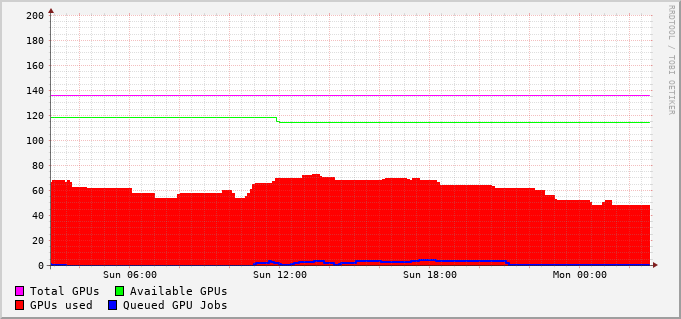 200
180
160
140
120
100
80
60
40
20
0
Sun 06:00 Sun 12:00 Sun 18:00 Mon 00:00
Total GPUs Available GPUs
GPUs used Queued GPU Jobs
RRDTOOL / TOBI OETIKER